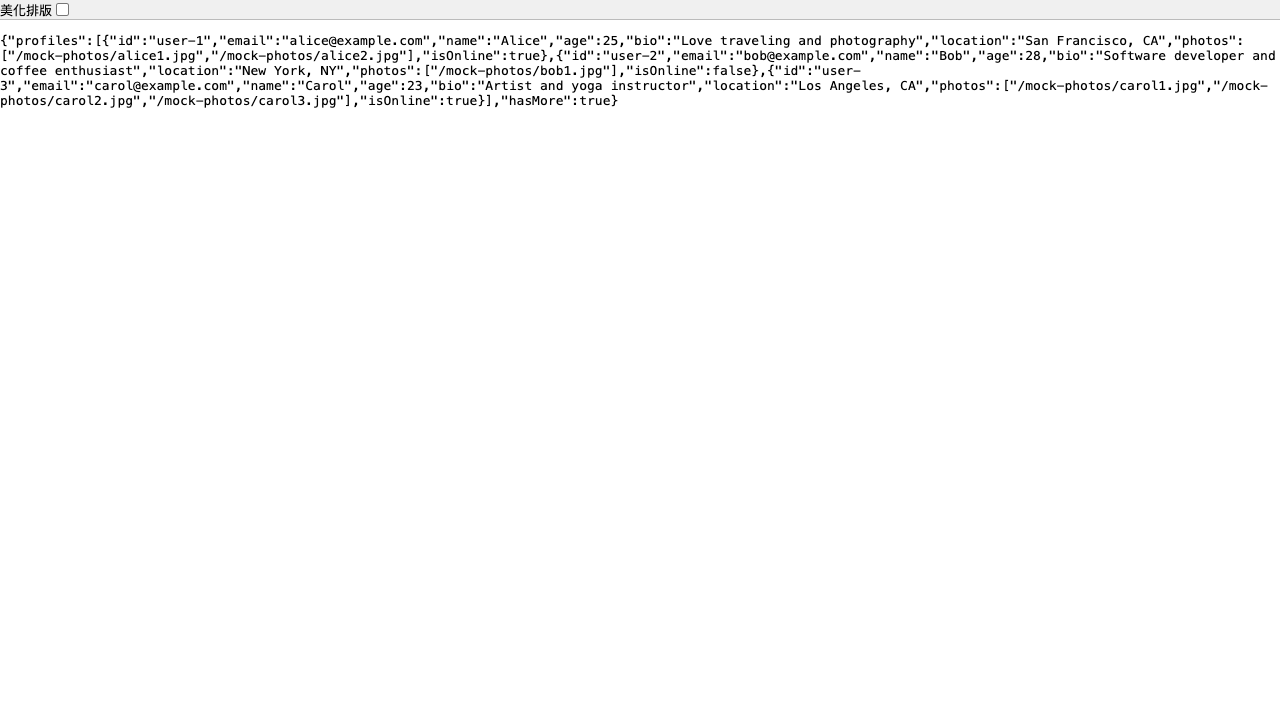 美化排版
{"profiles":[{"id":"user-1","email":"alice@example.com","name":"Alice","age":25,"bio":"Love traveling and photography","location":"San Francisco, CA","photos":
["/mock-photos/alice1.jpg","/mock-photos/alice2.jpg"],"isOnline":true},{"id":"user-2","email":"bob@example.com","name":"Bob","age":28,"bio":"Software developer and
coffee enthusiast","location":"New York, NY","photos":["/mock-photos/bob1.jpg"],"isOnline":false},{"id":"user-
3","email":"carol@example.com","name":"Carol","age":23,"bio":"Artist and yoga instructor","location":"Los Angeles, CA","photos":["/mock-photos/carol1.jpg","/mock-
photos/carol2.jpg","/mock-photos/carol3.jpg"],"isOnline":true}],"hasMore":true}